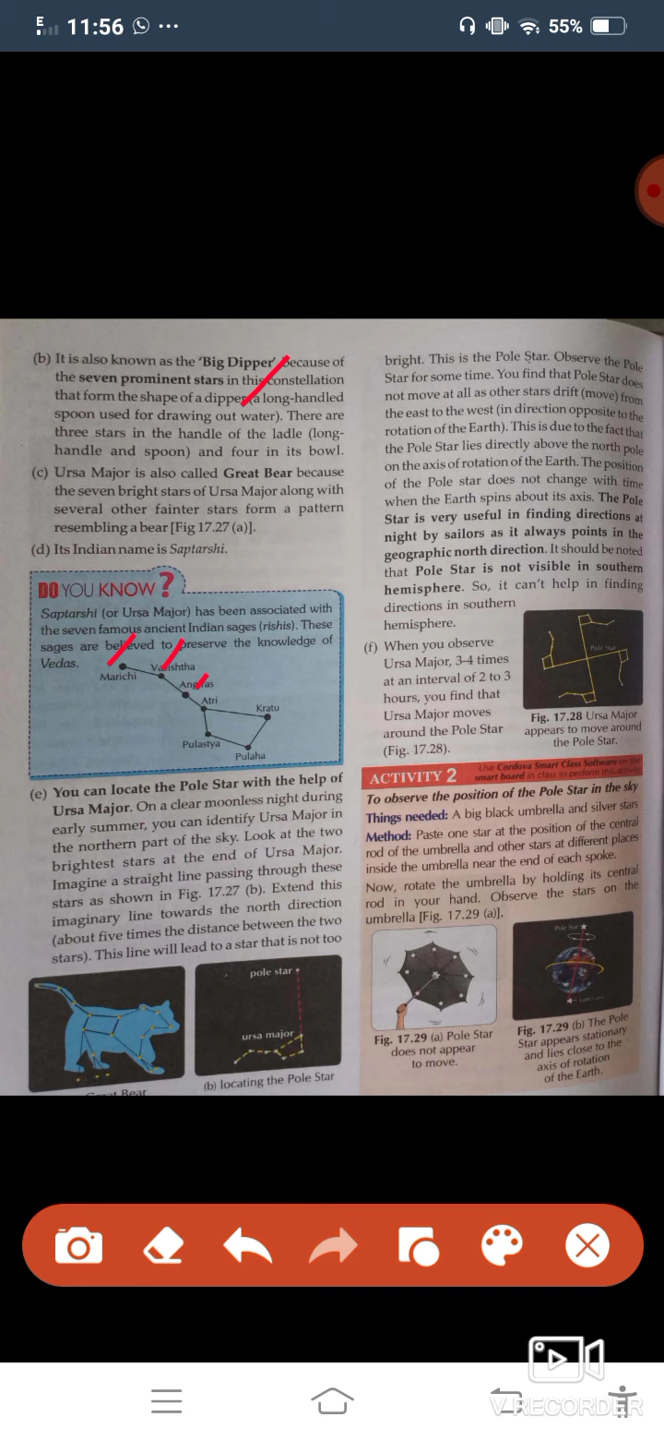 E
11:56
55%
(b) It is also known as the 'Big Dipper' because of
the seven prominent stars in this constellation
that form the shape of a dipper (a long-handled
spoon used for drawing out water). There are
three stars in the handle of the ladle (long-
handle and spoon) and four in its bowl.
(c) Ursa Major is also called Great Bear because
the seven bright stars of Ursa Major along with
several other fainter stars form a pattern
resembling a bear [Fig 17.27 (a)].
(d) Its Indian name is Saptarshi.
DO YOU KNOW ?
Saptarshi (or Ursa Major) has been associated with
the seven famous ancient Indian sages (rishis). These
sages are believed to preserve the knowledge of
Vedas.
Marichi
Vasishtha
Angiras
Atri
Kratu
Pulastya
Pulaha
(e) You can locate the Pole Star with the help of
Ursa Major. On a clear moonless night during
early summer, you can identify Ursa Major in
the northern part of the sky. Look at the two
brightest stars at the end of Ursa Major.
Imagine a straight line passing through these
stars as shown in Fig. 17.27 (b). Extend this
imaginary line towards the north direction
(about five times the distance between the two
stars). This line will lead to a star that is not too
pole star
ursa major
Great Bear
(b) locating the Pole Star
bright. This is the Pole Star. Observe the Pole
Star for some time. You find that Pole Star does
not move at all as other stars drift (move) from
the east to the west (in direction opposite to the
rotation of the Earth). This is due to the fact that
the Pole Star lies directly above the north pole
on the axis of rotation of the Earth. The position
of the Pole star does not change with time
when the Earth spins about its axis. The Pole
Star is very useful in finding directions at
night by sailors as it always points in the
geographic north direction. It should be noted
that Pole Star is not visible in southern
hemisphere. So, it can't help in finding
directions in southern
hemisphere.
(f) When you observe
Ursa Major, 3-4 times
at an interval of 2 to 3
hours, you find that
Ursa Major moves
around the Pole Star
(Fig. 17.28).
Pole Star
Fig. 17.28 Ursa Major
appears to move around
the Pole Star.
ACTIVITY 2
Use Cordova Smart Class Software on the
smart board in class to perform this activity
To observe the position of the Pole Star in the sky
Things needed: A big black umbrella and silver stars
Method: Paste one star at the position of the central
rod of the umbrella and other stars at different places
inside the umbrella near the end of each spoke.
Now, rotate the umbrella by holding its central
rod in your hand. Observe the stars on the
umbrella [Fig. 17.29 (a)].
Pole Star
Fig. 17.29 (a) Pole Star
does not appear
to move.
Fig. 17.29 (b) The Pole
Star appears stationary
and lies close to the
axis of rotation
of the Earth.
V RECORDER